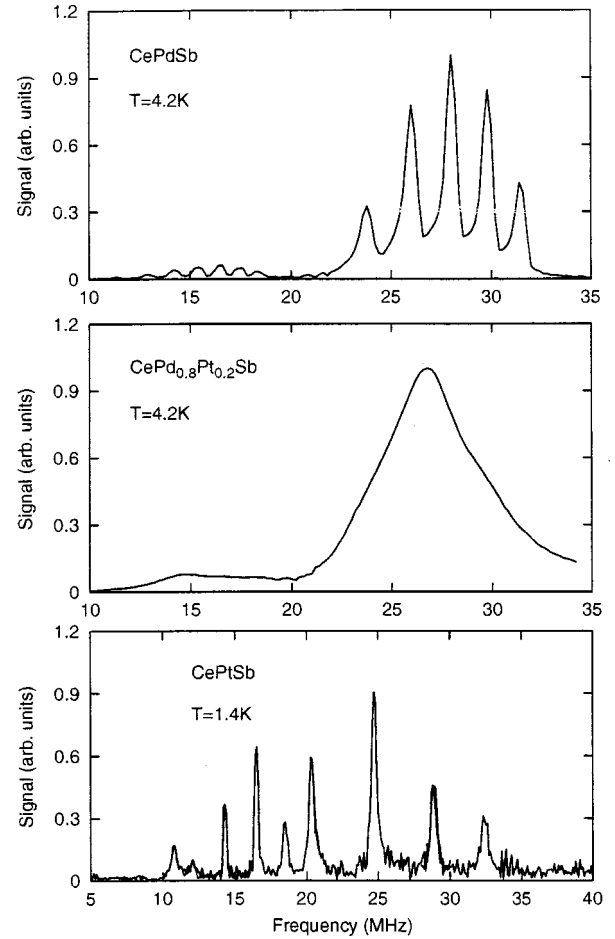 1.2
CePdSb
0.9
T=4.2K
Signal (arb. units)
0.6
0.3
0
10 15 20 25 30 35
1.2
CePd0.8Pt0.2Sb
0.9
T=4.2K
Signal (arb. units)
0.6
0.3
0
10 15 20 25 30 35
1.2
CePtSb
0.9
T=1.4K
Signal (arb. units)
0.6
0.3
0
5 10 15 20 25 30 35 40
Frequency (MHz)